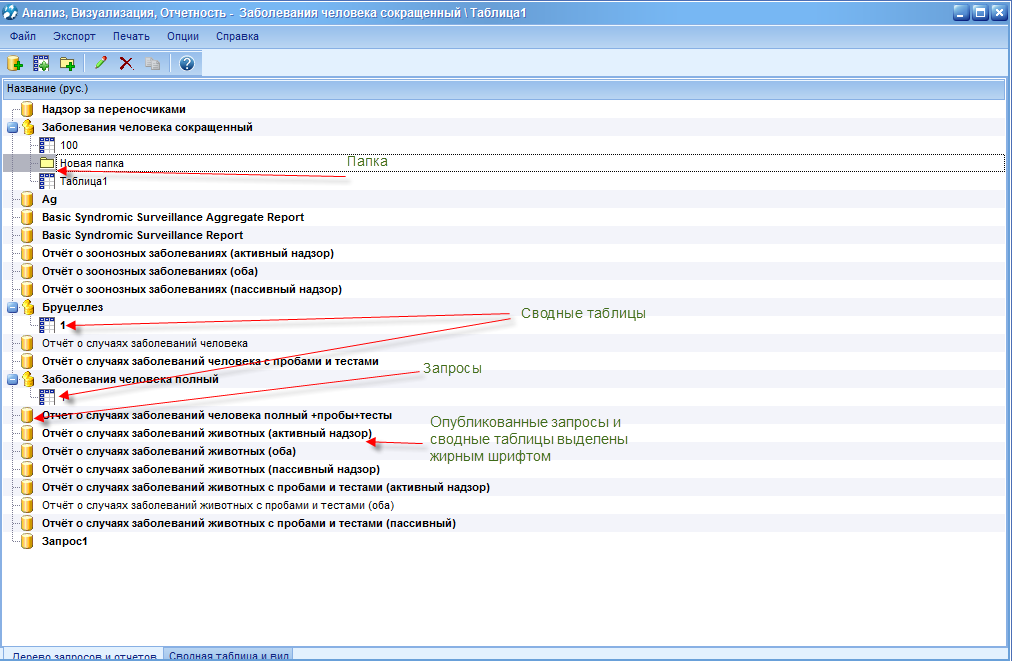 Анализ, Визуализация, Отчетность - Заболевания человека сокращенный \ Таблица1
Файл Экспорт Печать Опции Справка
Название (рус.)
Надзор за переносчиками
Заболевания человека сокращенный
100
Новая папка
Папка
Таблица1
Ag
Basic Syndromic Surveillance Aggregate Report
Basic Syndromic Surveillance Report
Отчёт о зоонозных заболеваниях (активный надзор)
Отчёт о зоонозных заболеваниях (оба)
Отчёт о зоонозных заболеваниях (пассивный надзор)
Бруцеллез
Сводные таблицы
1
Отчёт о случаях заболеваний человека
Отчёт о случаях заболеваний человека с пробами и тестами
Запросы
Заболевания человека полный
Отчет о случаях заболеваний человека полный +пробы+тесты
Отчёт о случаях заболеваний животных (активный надзор)
Опубликованные запросы и
сводные таблицы выделены
жирным шрифтом
Отчёт о случаях заболеваний животных (оба)
Отчёт о случаях заболеваний животных (пассивный надзор)
Отчёт о случаях заболеваний животных с пробами и тестами (активный надзор)
Отчёт о случаях заболеваний животных с пробами и тестами (оба)
Отчёт о случаях заболеваний животных с пробами и тестами (пассивный)
Запрос1
Дерево запросов и отчетов Сводная таблица и вид